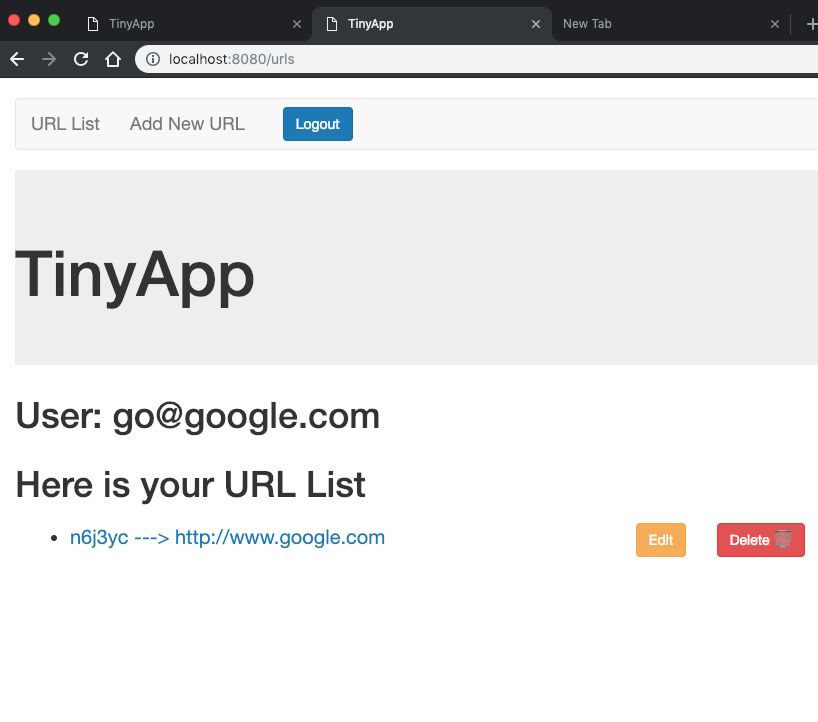 TinyApp
TinyApp
New Tab
localhost:8080/urls
URL List
Add New URL
Logout
TinyApp
User: go@google.com
Here is your URL List
n6j3yc ---> http://www.google.com
Edit
Delete